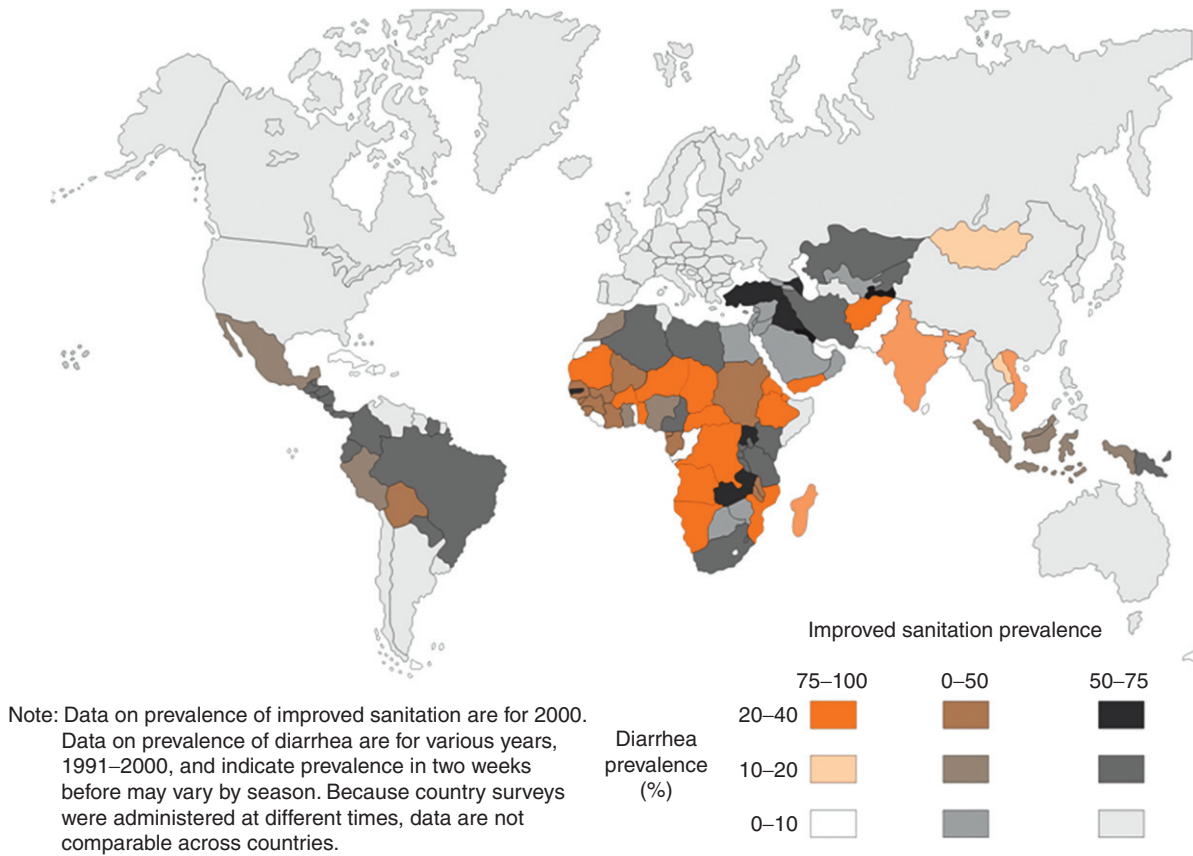 Improved sanitation prevalence
75–100 0–50 50–75
Note: Data on prevalence of improved sanitation are for 2000.
Data on prevalence of diarrhea are for various years,
1991–2000, and indicate prevalence in two weeks
before may vary by season. Because country surveys
were administered at different times, data are not
comparable across countries.
Diarrhea
prevalence
(%)
20–40
10–20
0–10